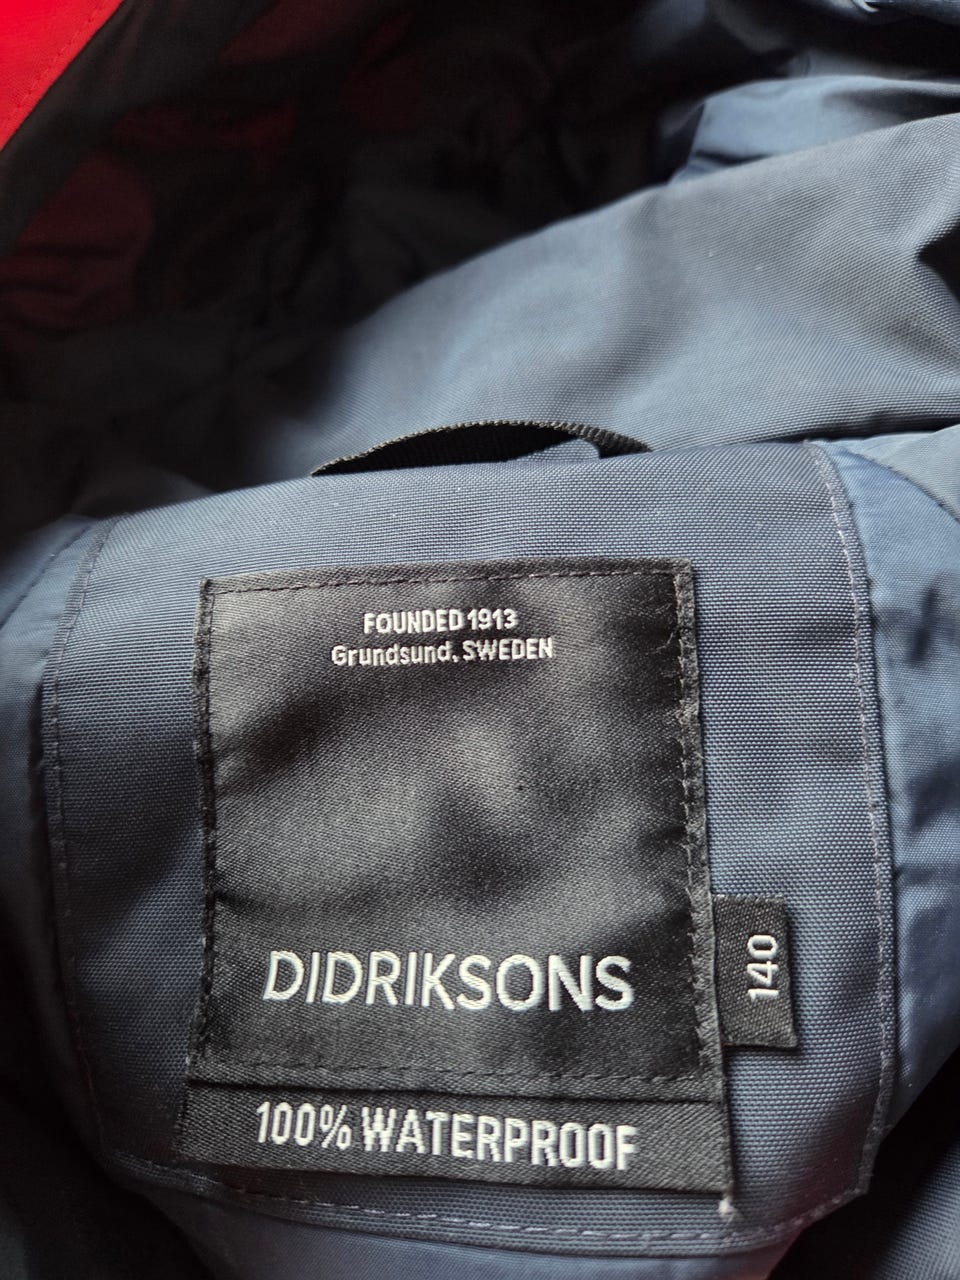 FOUNDED 1913
Grundsund, SWEDEN
DIDRIKSONS
140
100% WATERPROOF